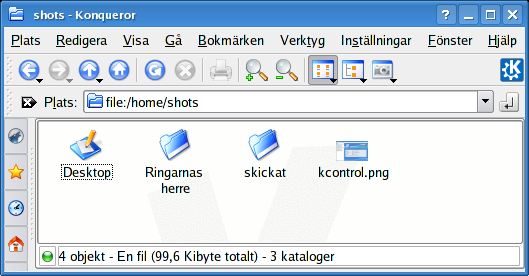 shots - Konqueror
Plats Redigera Visa Gå Bokmärken Verktyg Inställningar Fönster Hjälp
Plats: file:/home/shots
Desktop Ringarnas herre skickat kcontrol.png
4 objekt - En fil (99,6 Kibyte totalt) - 3 kataloger